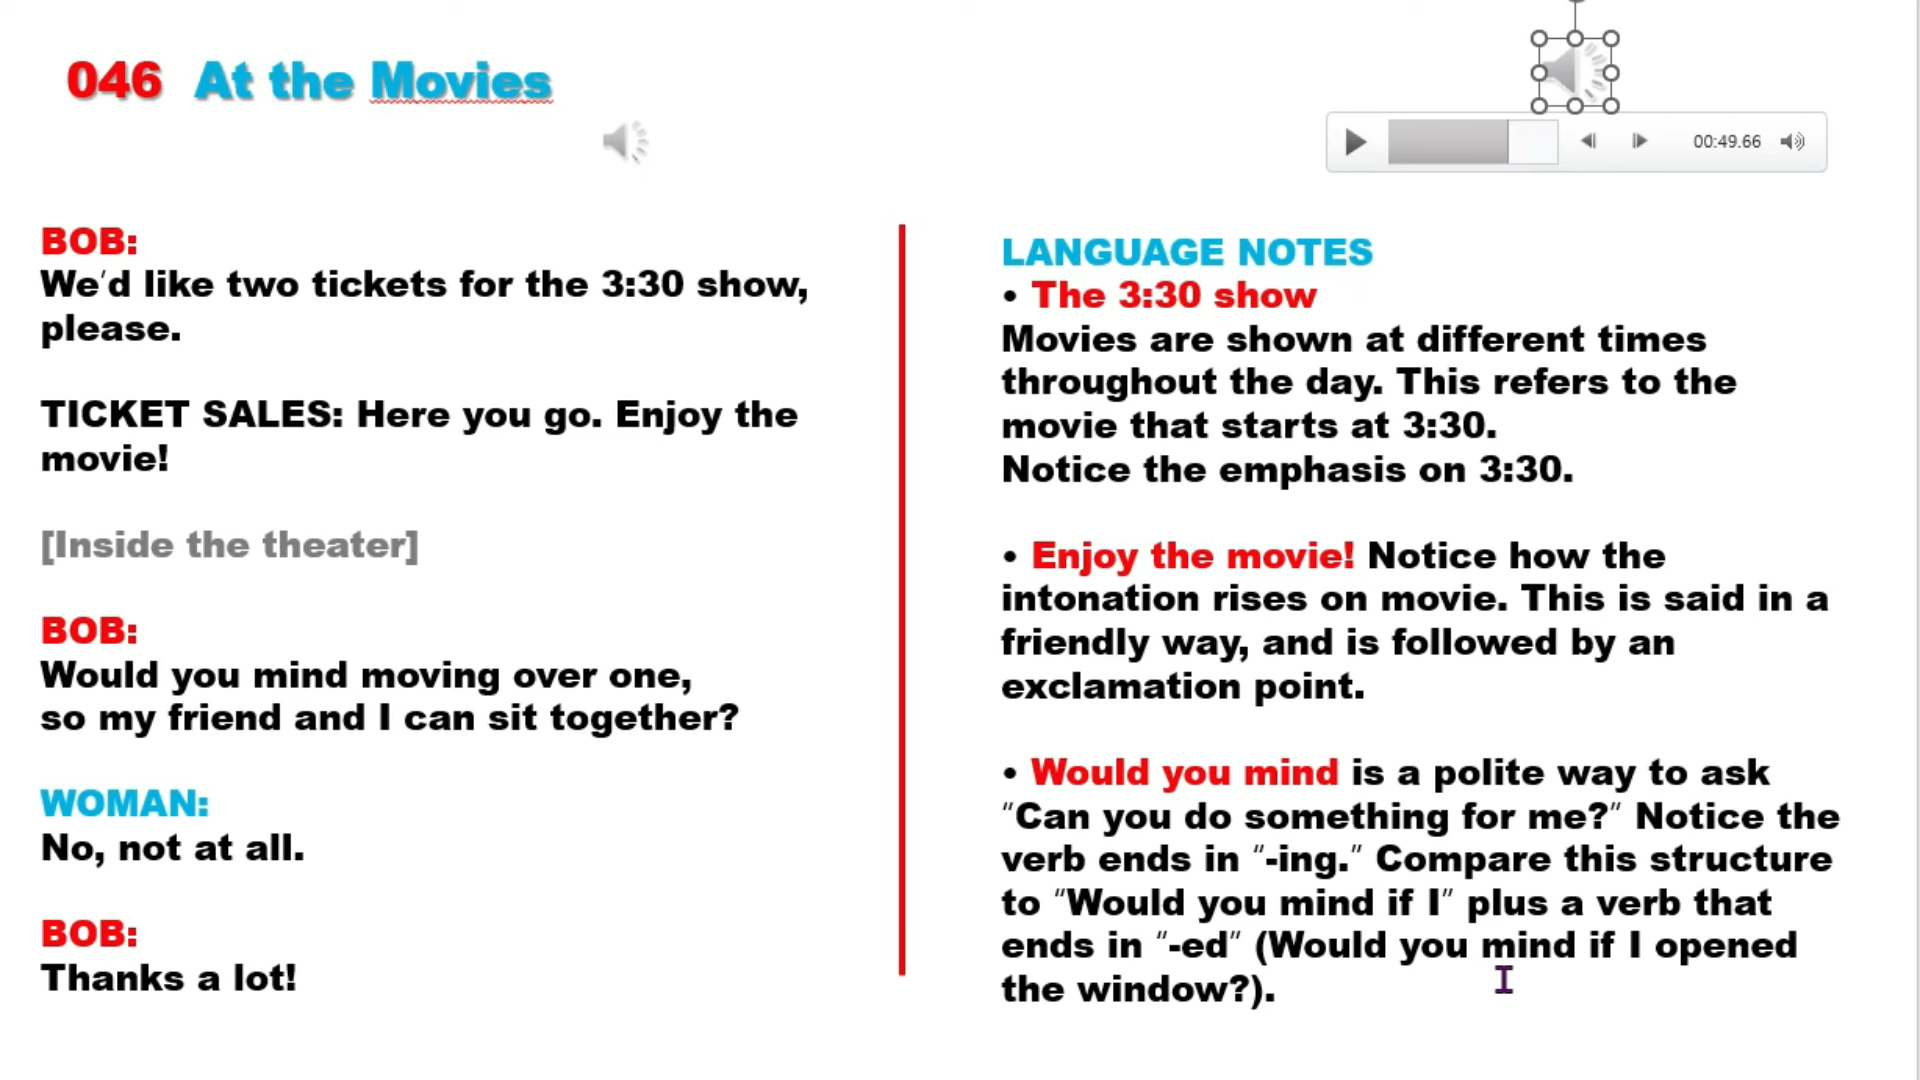 046 At the Movies
00:49.66
BOB:
We'd like two tickets for the 3:30 show,
please.
TICKET SALES: Here you go. Enjoy the
movie!
[Inside the theater]
BOB:
Would you mind moving over one,
so my friend and I can sit together?
WOMAN:
No, not at all.
BOB:
Thanks a lot!
LANGUAGE NOTES
• The 3:30 show
Movies are shown at different times
throughout the day. This refers to the
movie that starts at 3:30.
Notice the emphasis on 3:30.
• Enjoy the movie! Notice how the
intonation rises on movie. This is said in a
friendly way, and is followed by an
exclamation point.
• Would you mind is a polite way to ask
"Can you do something for me?" Notice the
verb ends in "-ing." Compare this structure
to "Would you mind if I" plus a verb that
ends in "-ed" (Would you mind if I opened
the window?).